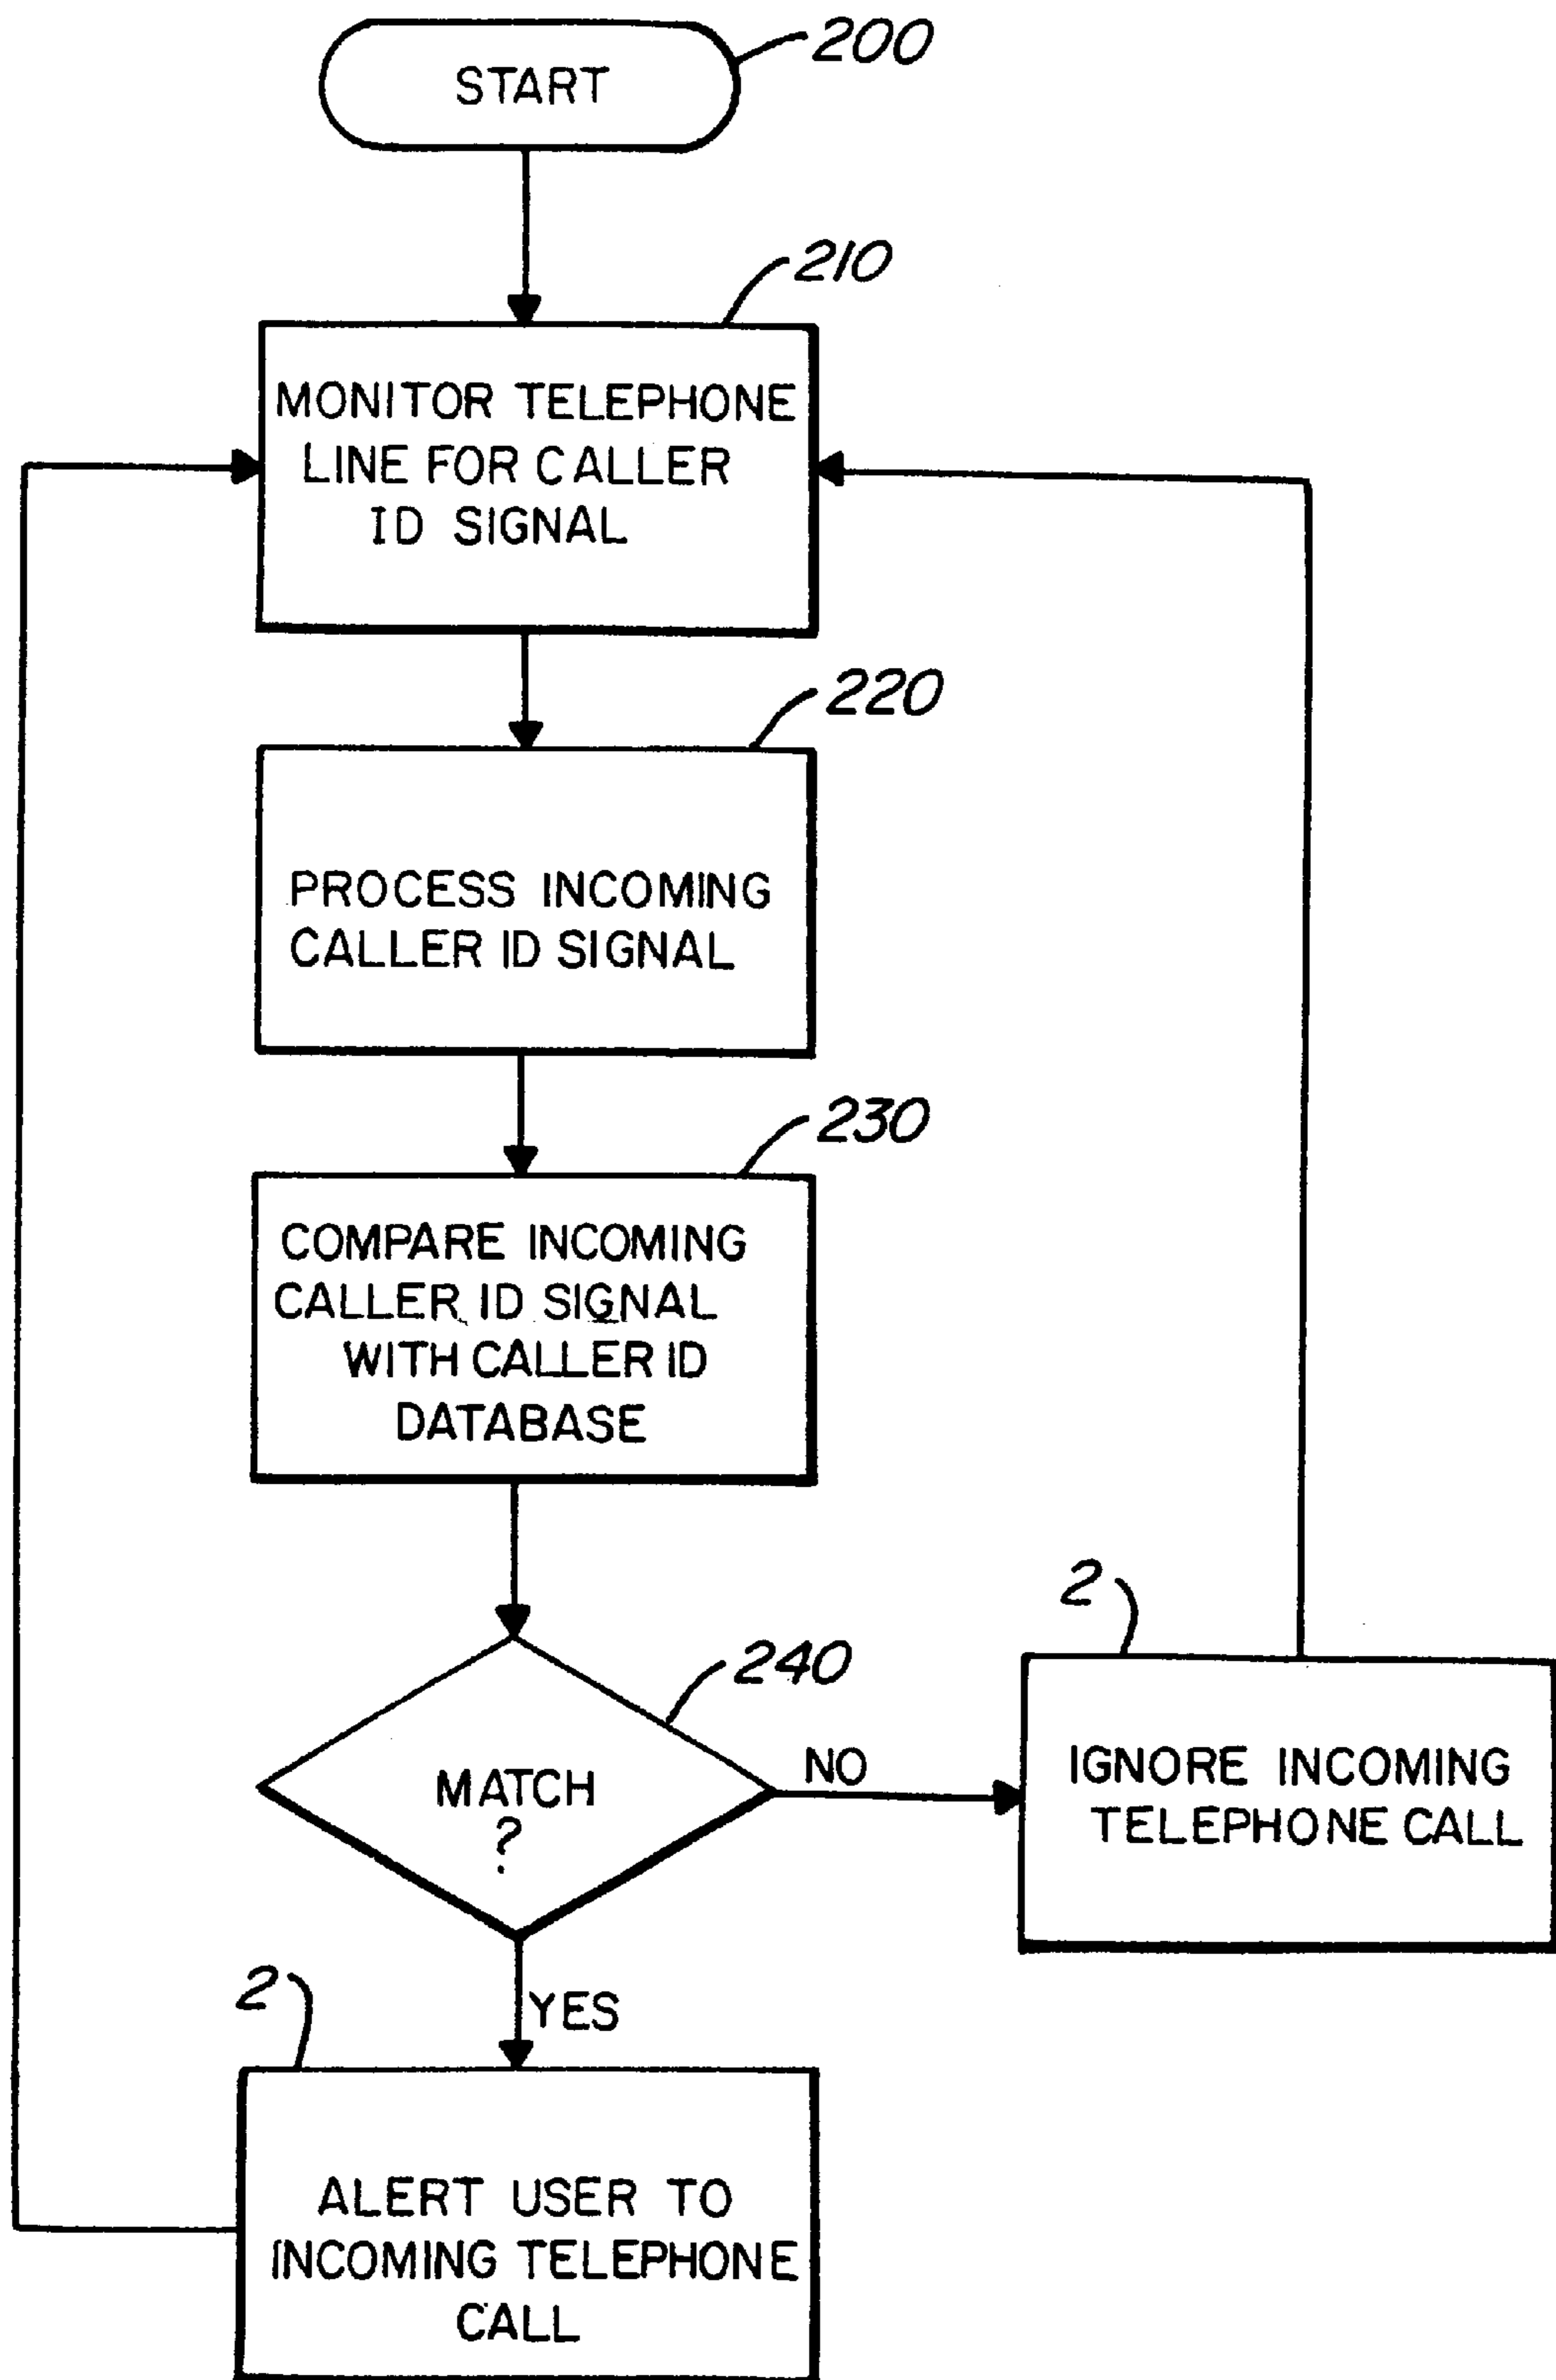 200
START
210
MONITOR TELEPHONE
LINE FOR CALLER
ID SIGNAL
220
PROCESS INCOMING
CALLER ID SIGNAL
230
COMPARE INCOMING
CALLER ID SIGNAL
WITH CALLER ID
DATABASE
240
MATCH
?
NO
2
IGNORE INCOMING
TELEPHONE CALL
YES
2
ALERT USER TO
INCOMING TELEPHONE
CALL